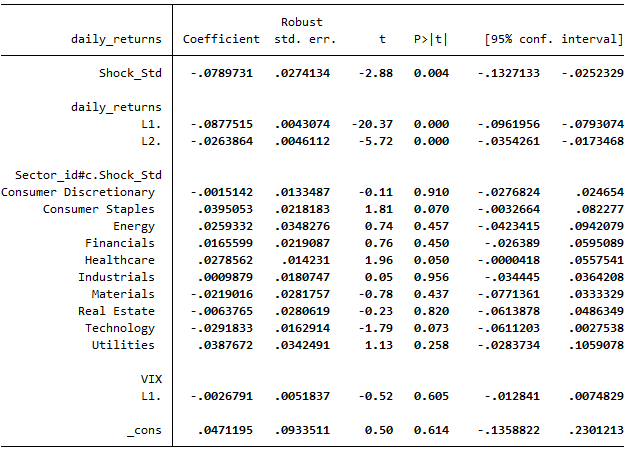 Robust
daily_returns Coefficient std. err. t P>|t| [95% conf. interval]
Shock_Std -.0789731 .0274134 -2.88 0.004 -.1327133 -.0252329
daily_returns
L1. -.0877515 .0043074 -20.37 0.000 -.0961956 -.0793074
L2. -.0263864 .0046112 -5.72 0.000 -.0354261 -.0173468
Sector_id#c.Shock_Std
Consumer Discretionary -.0015142 .0133487 -0.11 0.910 -.0276824 .024654
Consumer Staples .0395053 .0218183 1.81 0.070 -.0032664 .082277
Energy .0259332 .0348276 0.74 0.457 -.0423415 .0942079
Financials .0165599 .0219087 0.76 0.450 -.026389 .0595089
Healthcare .0278562 .014231 1.96 0.050 -.0000418 .0557541
Industrials .0009879 .0180747 0.05 0.956 -.034445 .0364208
Materials -.0219016 .0281757 -0.78 0.437 -.0771361 .0333329
Real Estate -.0063765 .0280619 -0.23 0.820 -.0613878 .0486349
Technology -.0291833 .0162914 -1.79 0.073 -.0611203 .0027538
Utilities .0387672 .0342491 1.13 0.258 -.0283734 .1059078
VIX
L1. -.0026791 .0051837 -0.52 0.605 -.012841 .0074829
_cons .0471195 .0933511 0.50 0.614 -.1358822 .2301213